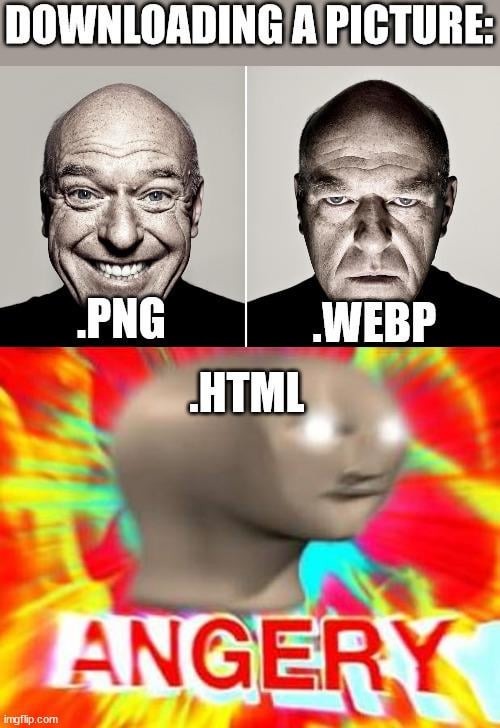 DOWNLOADING A PICTURE:
.PNG
.WEBP
.HTML
ANGERY
imgflip.com